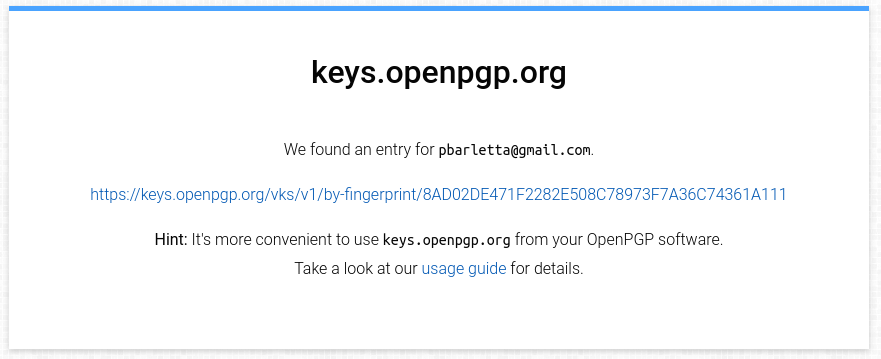 keys.openpgp.org
We found an entry for pbarletta@gmail.com.
https://keys.openpgp.org/vks/v1/by-fingerprint/8AD02DE471F2282E508C78973F7A36C74361A111
Hint: It's more convenient to use keys.openpgp.org from your OpenPGP software.
Take a look at our usage guide for details.